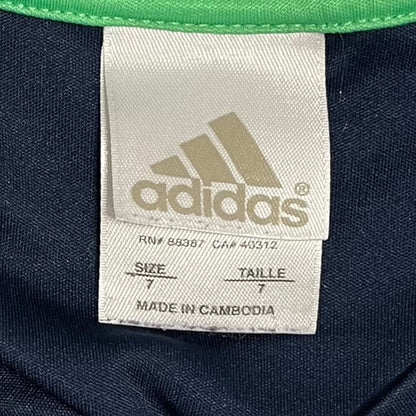 adidas®
RN# 88387 CA# 40312
SIZE TAILLE
7 7
MADE IN CAMBODIA